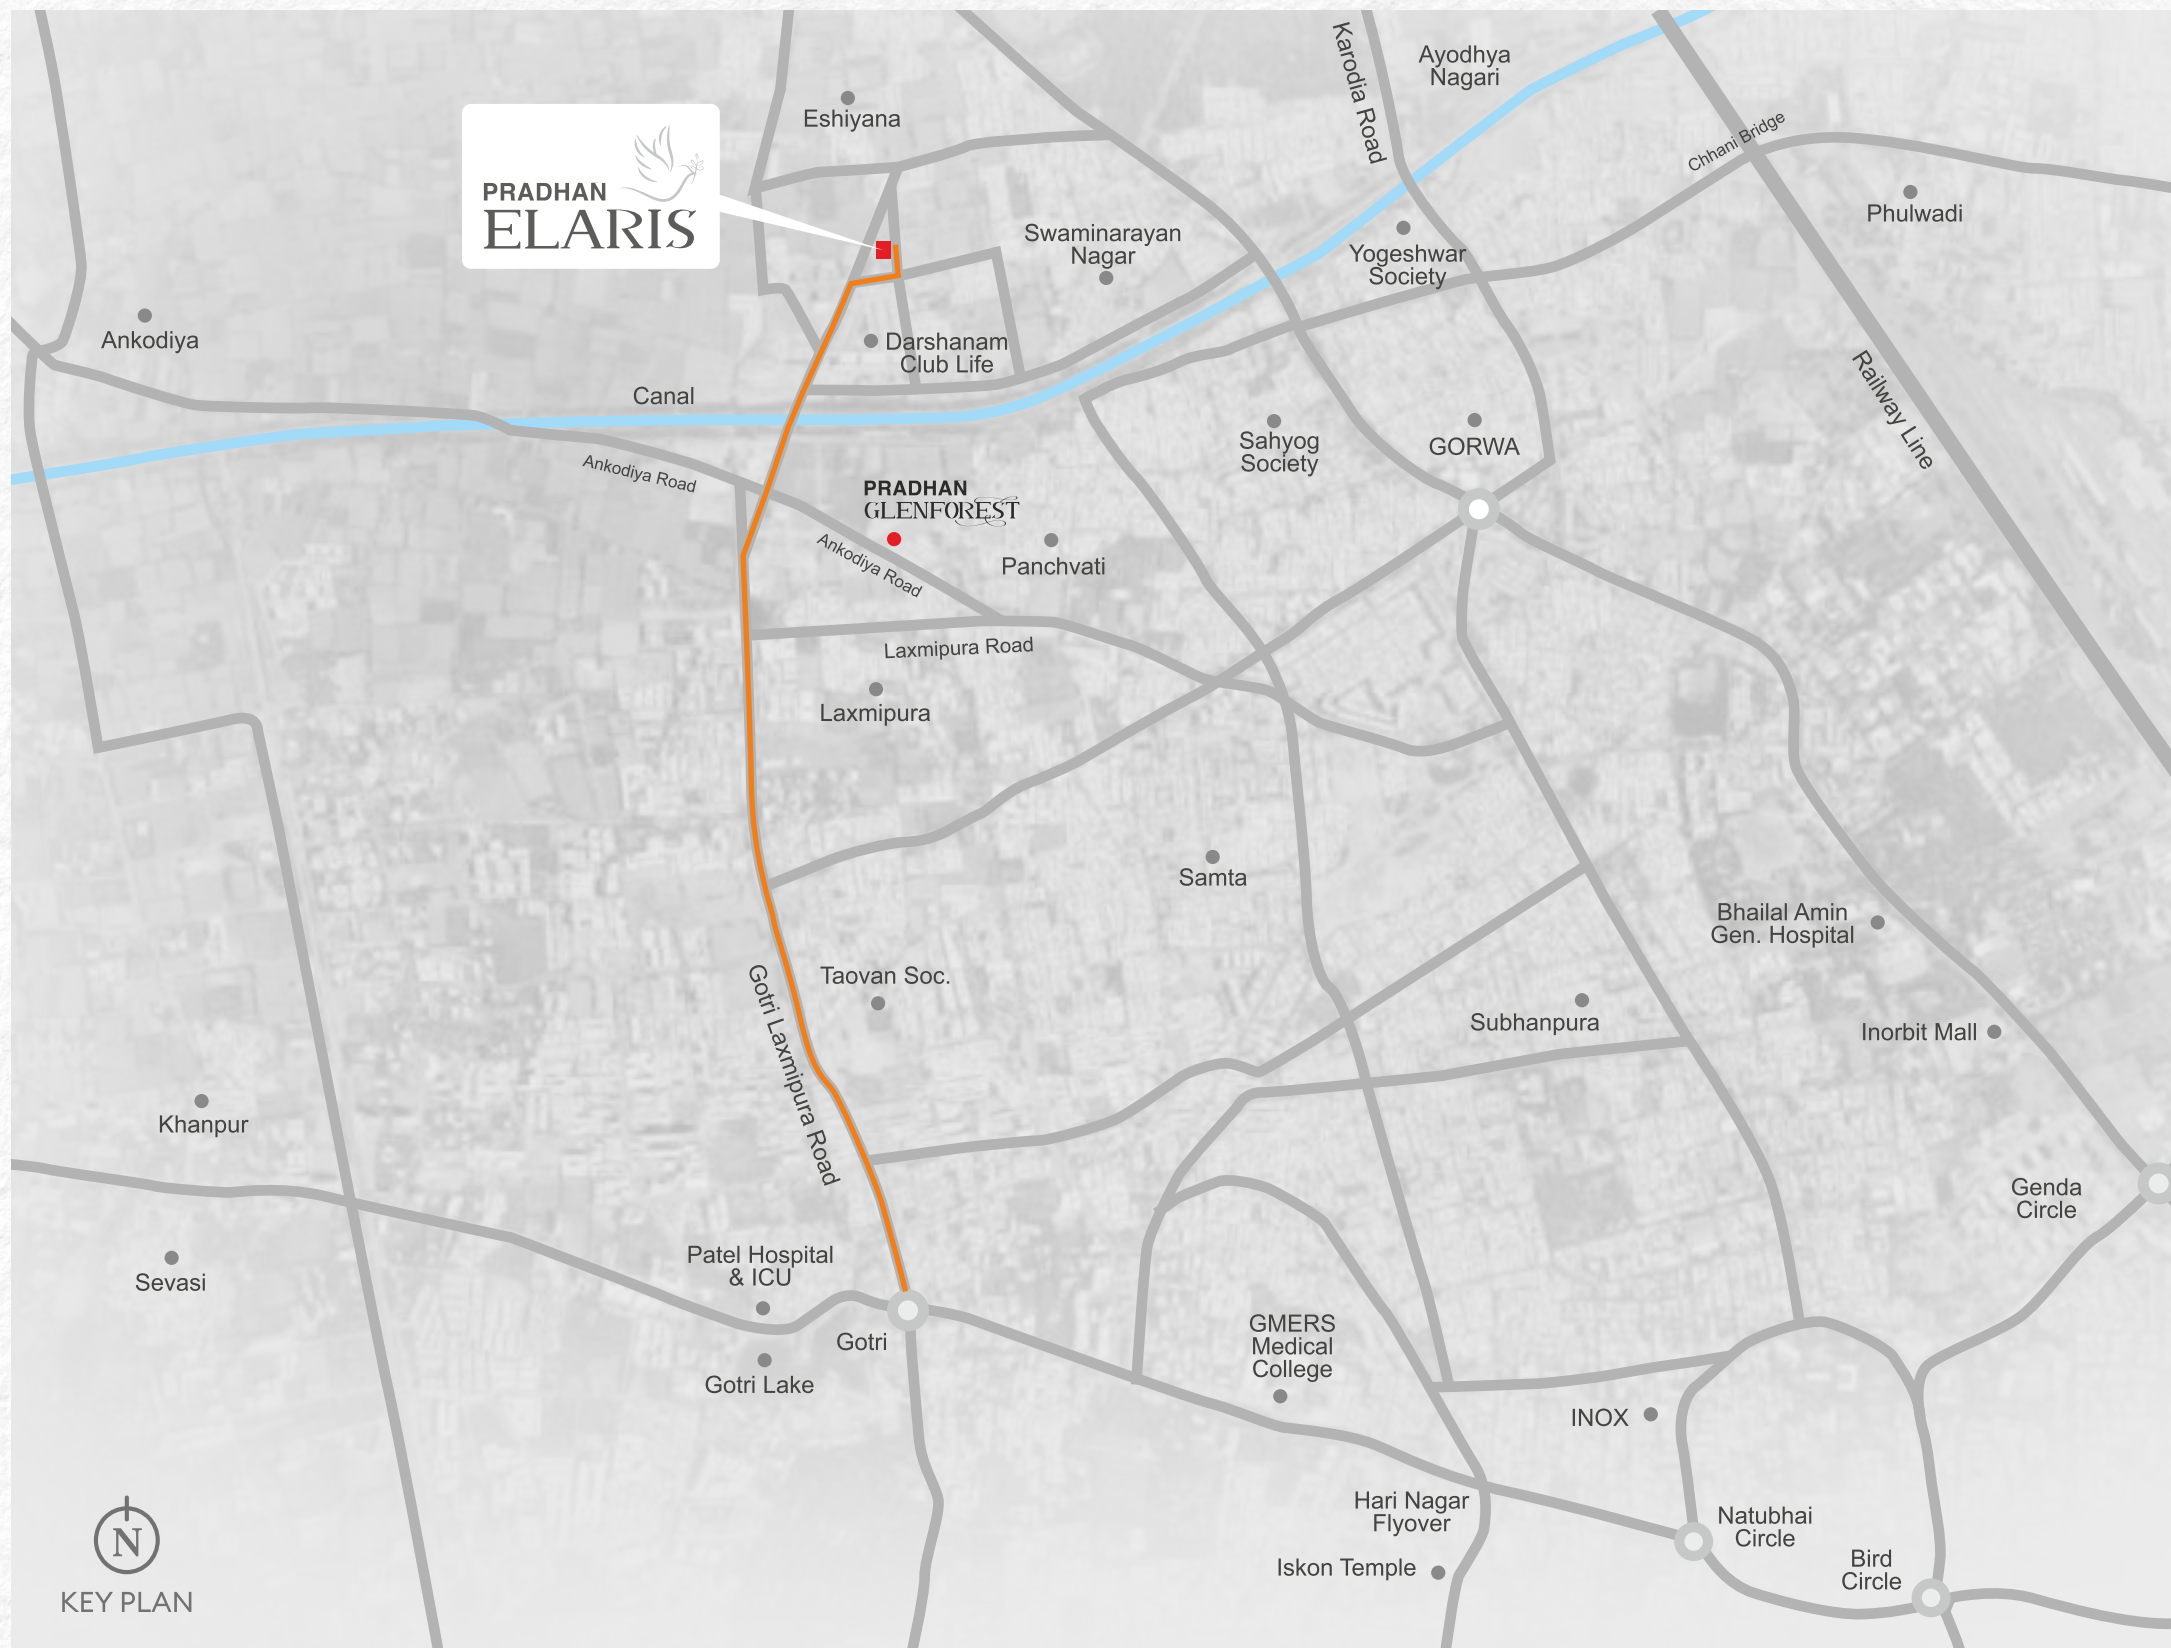 Karodia Road
Ayodhya
Nagari
Eshiyana
Chhani Bridge
PRADHAN
ELARIS
Phulwadi
Swaminarayan
Nagar
Yogeshwar
Society
Ankodiya
Darshanam
Club Life
Canal
Railway Line
Sahyog
Society
GORWA
Ankodiya Road
PRADHAN
GLENFOREST
Ankodiya Road
Panchvati
Laxmipura Road
Laxmipura
Samta
Bhailal Amin
Gen. Hospital
Taovan Soc.
Gotri Laxmipura Road
Subhanpura
Inorbit Mall
Khanpur
Genda
Circle
Patel Hospital
& ICU
Sevasi
Gotri
GMERS
Medical
College
Gotri Lake
INOX
Hari Nagar
Flyover
Natubhai
Circle
Iskon Temple
Bird
Circle
N
KEY PLAN